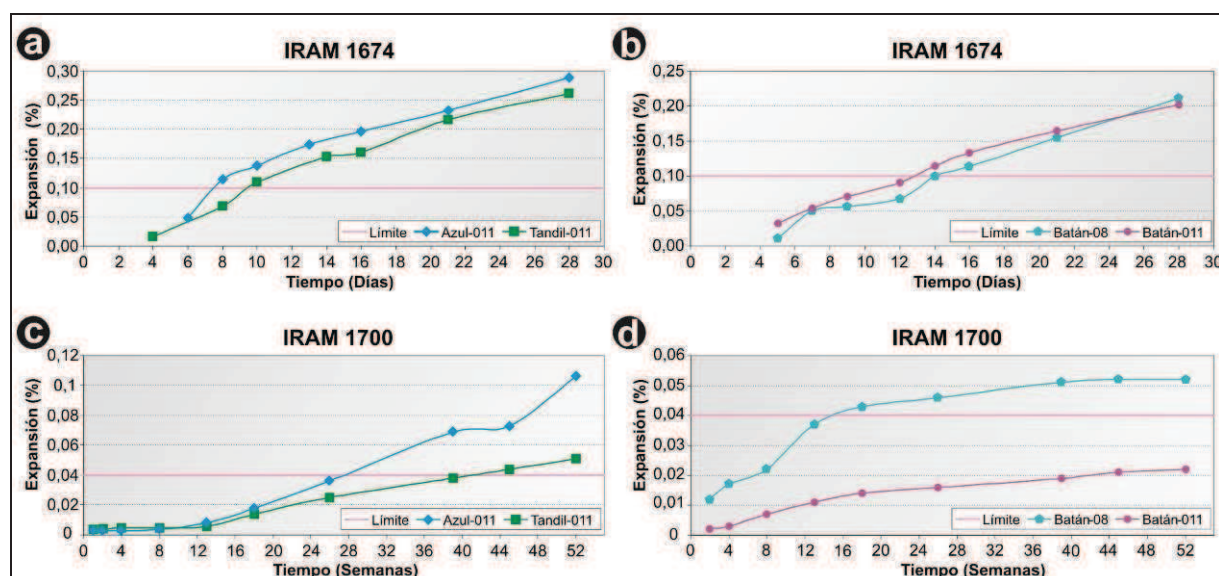 a
IRAM 1674
Expansión (%)
0,30
0,25
0,20
0,15
0,10
0,05
0,00
0 2 4 6 8 10 12 14 16 18 20 22 24 26 28 30
Límite Azul-011 Tandil-011
Tiempo (Días)
b
IRAM 1674
Expansión (%)
0,25
0,20
0,15
0,10
0,05
0,00
0 2 4 6 8 10 12 14 16 18 20 22 24 26 28 30
Límite Batán-08 Batán-011
Tiempo (Días)
c
IRAM 1700
Expansión (%)
0,12
0,1
0,08
0,06
0,04
0,02
0
0 4 8 12 16 20 24 28 32 36 40 44 48 52
Límite Azul-011 Tandil-011
Tiempo (Semanas)
d
IRAM 1700
Expansión (%)
0,06
0,05
0,04
0,03
0,02
0,01
0
0 4 8 12 16 20 24 28 32 36 40 44 48 52
Límite Batán-08 Batán-011
Tiempo (Semanas)